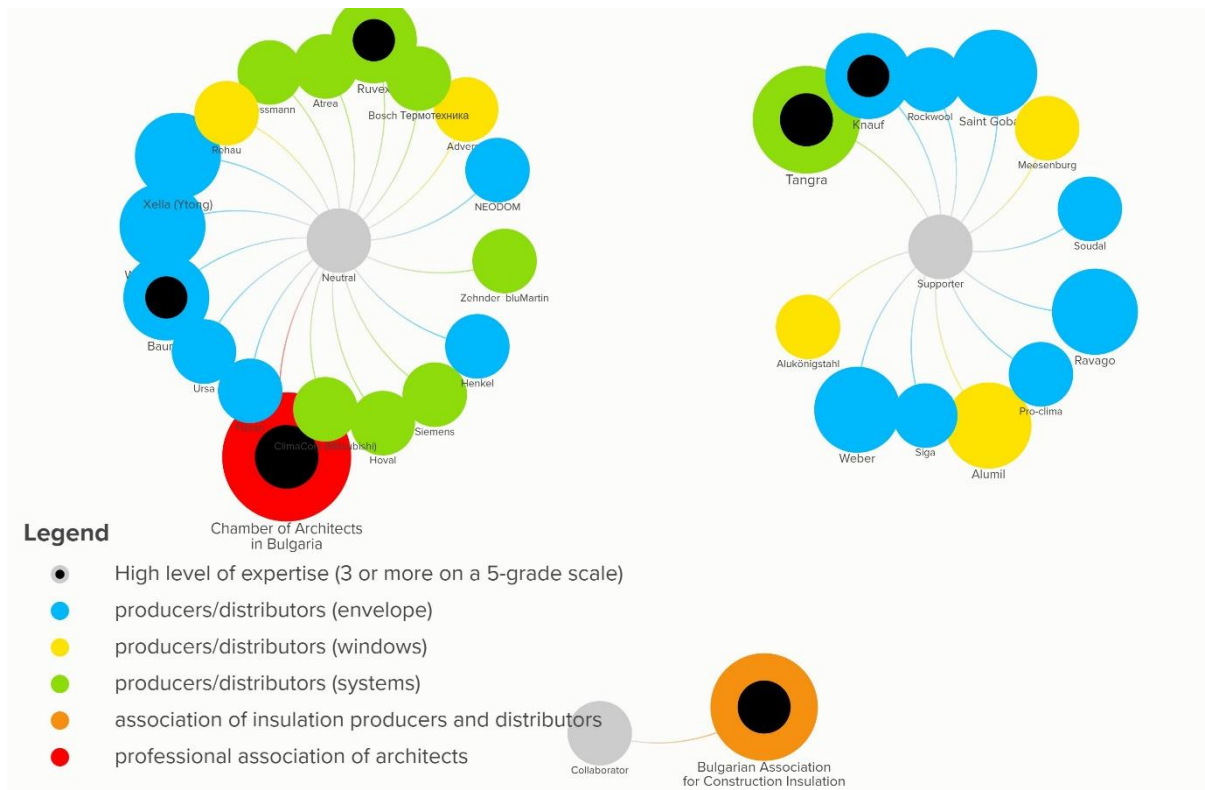 Ruvex
Atrea
Bosch Термотехника
Rehau
NEODOM
Xella (Ytong)
Neutral
Zehnder bluMartin
Ursa
Henkel
Siemens
Hoval
Chamber of Architects
in Bulgaria
Knauf
Rockwool
Saint
Meesenburg
Tangra
Soudal
Supporter
Ravago
Alukönigstahl
Pro-clima
Weber
Siga
Alumil
Legend
High level of expertise (3 or more on a 5-grade scale)
producers/distributors (envelope)
producers/distributors (windows)
producers/distributors (systems)
association of insulation producers and distributors
professional association of architects
Collaborator
Bulgarian Association
for Construction Insulation